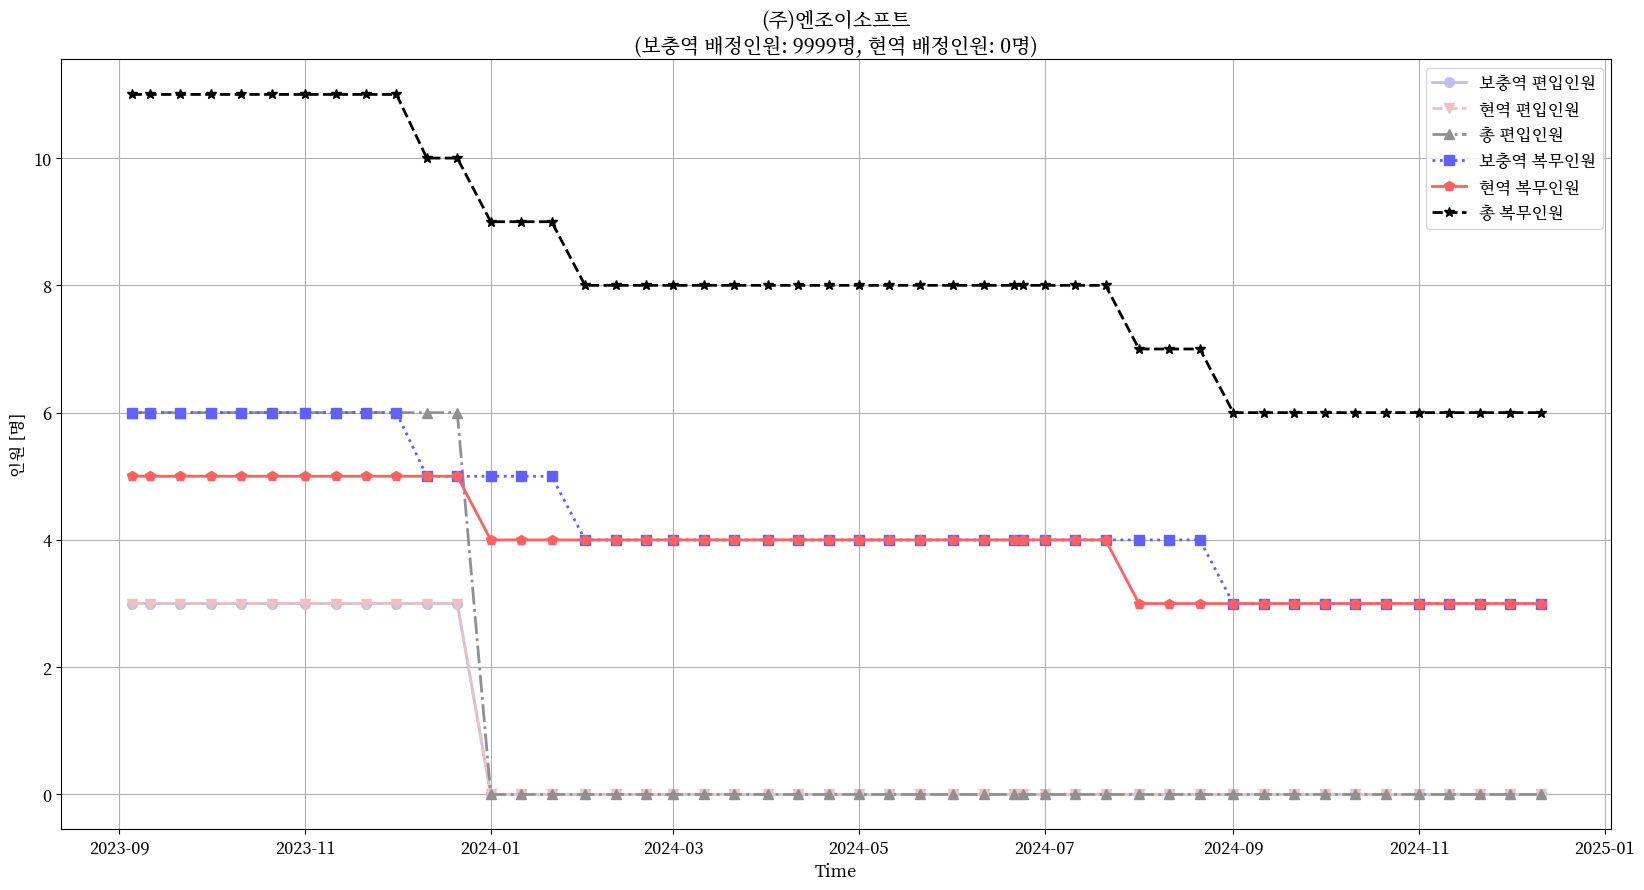 (주)엔조이소프트
(보충역 배정인원: 9999명, 현역 배정인원: 0명)
보충역 편입인원
현역 편입인원
총 편입인원
보충역 복무인원
현역 복무인원
총 복무인원
인원 [명]
10
8
6
4
2
0
2023-09 2023-11 2024-01 2024-03 2024-05 2024-07 2024-09 2024-11 2025-01
Time